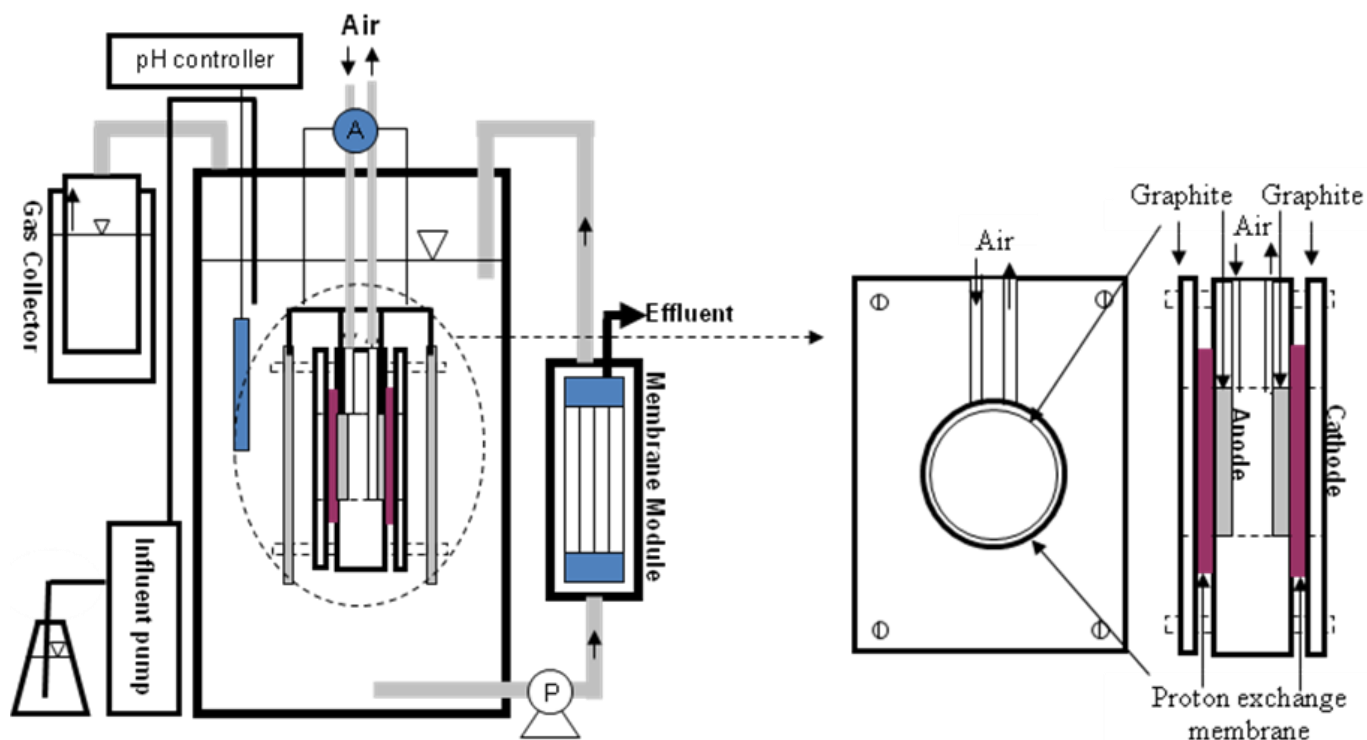 Air
pH controller
A
Gas Collector
Effluent
Membrane Module
Influent pump
P
Graphite
Graphite
Air
Air
Anode
Cathode
Proton exchange
membrane